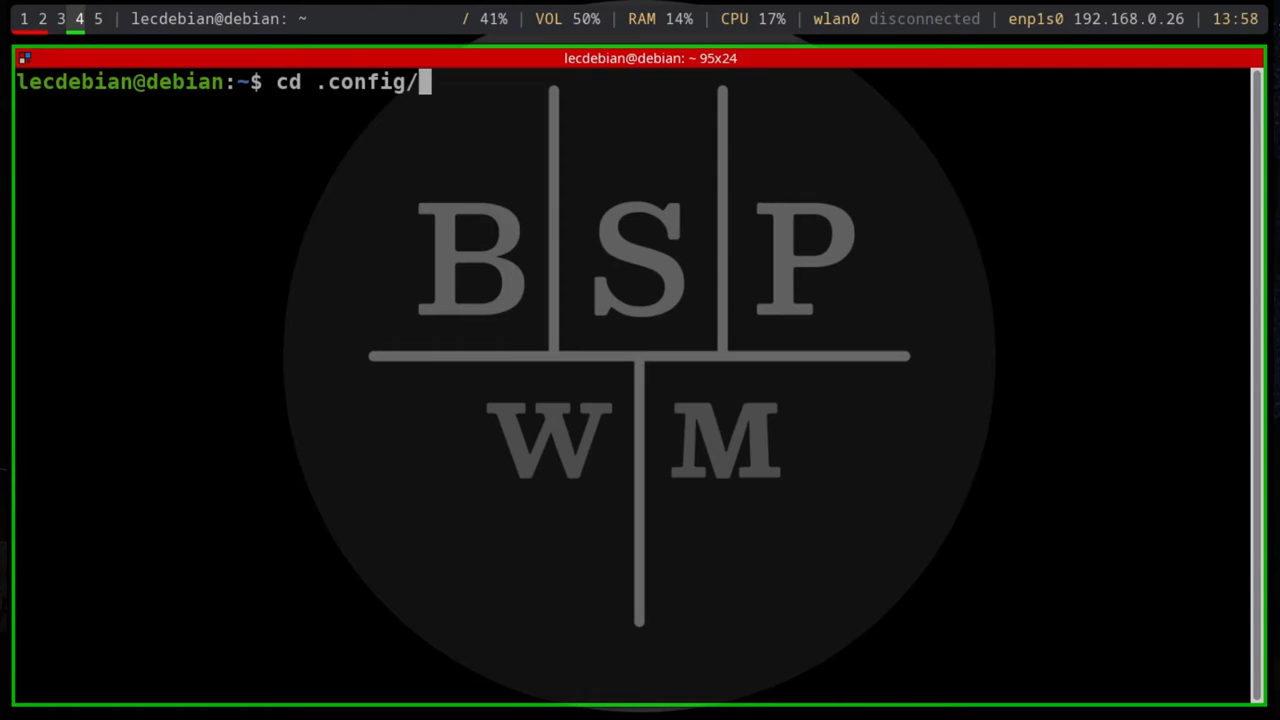 1 2 3 4 5 | lecdebian@debian: ~ / 41% | VOL 50% | RAM 14% | CPU 17% | wlan0 disconnected | enp1s0 192.168.0.26 | 13:58
lecdebian@debian: ~ 95x24
lecdebian@debian:~$ cd .config/
B S P
W M